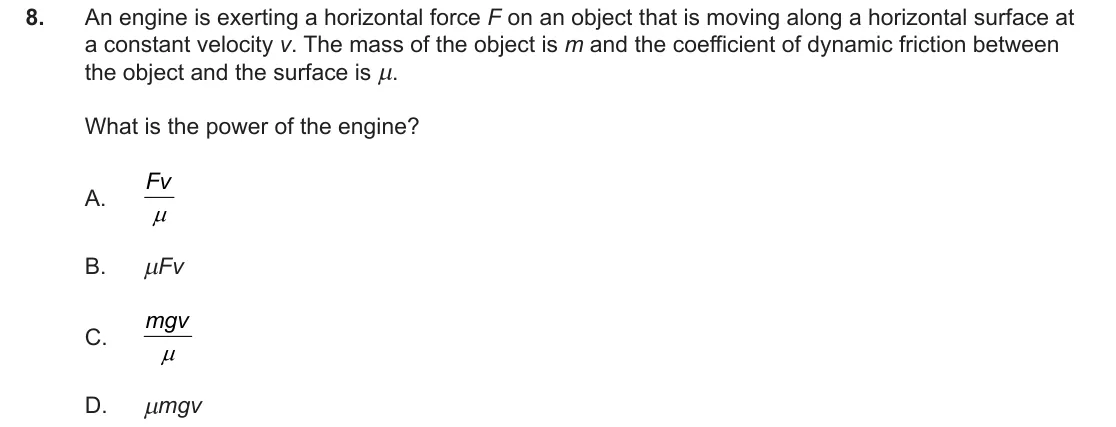 8. An engine is exerting a horizontal force F on an object that is moving along a horizontal surface at
a constant velocity v. The mass of the object is m and the coefficient of dynamic friction between
the object and the surface is μ.
What is the power of the engine?
A. Fv
μ
B. μFv
C. mgv
μ
D. μmgv